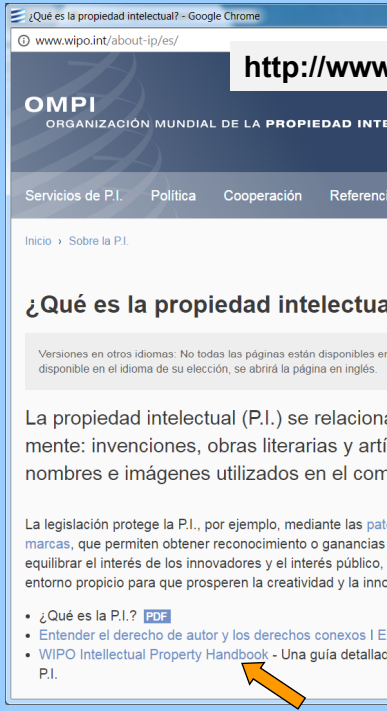 ¿Qué es la propiedad intelectual? - Google Chrome
www.wipo.int/about-ip/es/
http://www
OMPI
ORGANIZACIÓN MUNDIAL DE LA PROPIEDAD INTE
Servicios de P.I. Política Cooperación Referenci
Inicio › Sobre la P.I.
¿Qué es la propiedad intelectua
Versiones en otros idiomas: No todas las páginas están disponibles en
disponible en el idioma de su elección, se abrirá la página en inglés.
La propiedad intelectual (P.I.) se relaciona
mente: invenciones, obras literarias y artí
nombres e imágenes utilizados en el com
La legislación protege la P.I., por ejemplo, mediante las pate
marcas, que permiten obtener reconocimiento o ganancias
equilibrar el interés de los innovadores y el interés público,
entorno propicio para que prosperen la creatividad y la inno
• ¿Qué es la P.I.? PDF
• Entender el derecho de autor y los derechos conexos I E
• WIPO Intellectual Property Handbook - Una guía detallad
P.I.